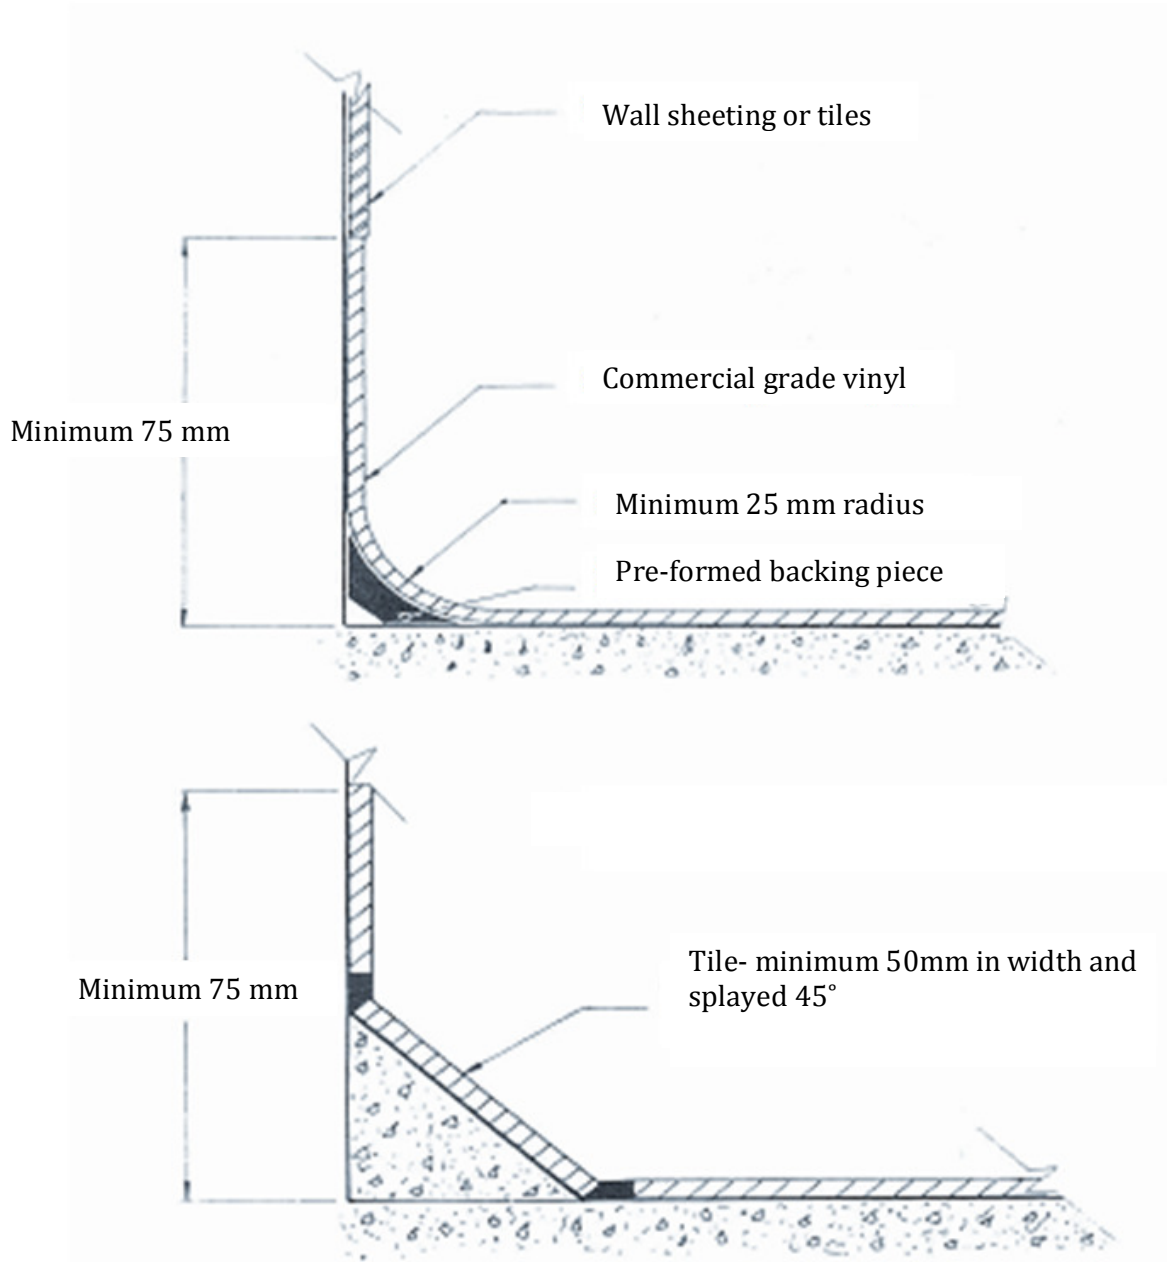 Wall sheeting or tiles
Commercial grade vinyl
Minimum 75 mm
Minimum 25 mm radius
Pre-formed backing piece
Tile- minimum 50mm in width and
splayed 45°
Minimum 75 mm